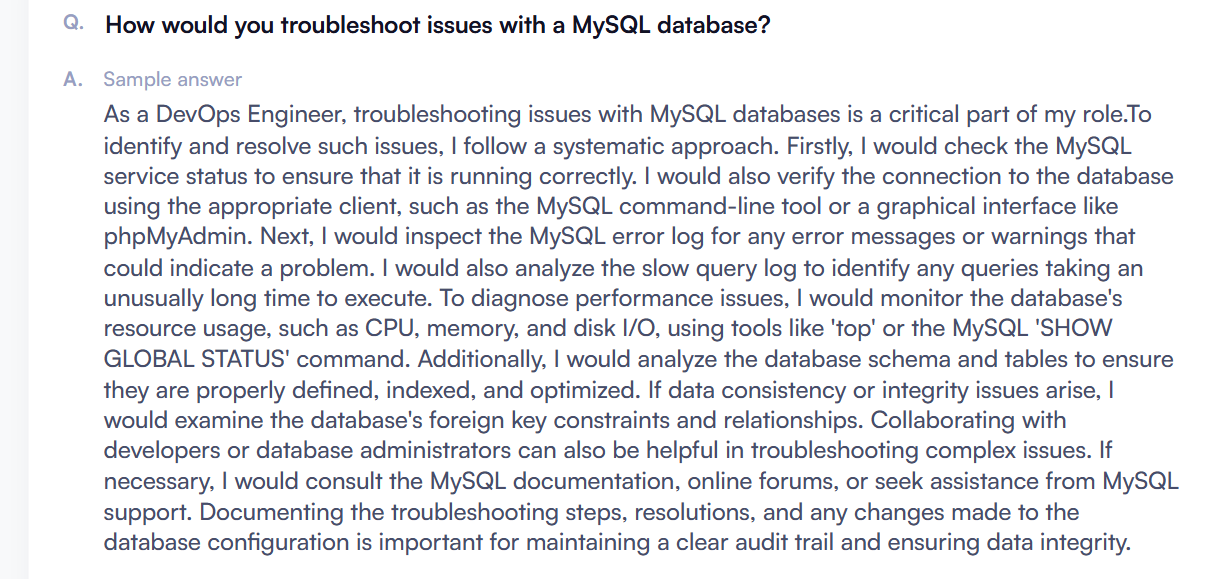 Q. How would you troubleshoot issues with a MySQL database?
A. Sample answer
As a DevOps Engineer, troubleshooting issues with MySQL databases is a critical part of my role.To
identify and resolve such issues, I follow a systematic approach. Firstly, I would check the MySQL
service status to ensure that it is running correctly. I would also verify the connection to the database
using the appropriate client, such as the MySQL command-line tool or a graphical interface like
phpMyAdmin. Next, I would inspect the MySQL error log for any error messages or warnings that
could indicate a problem. I would also analyze the slow query log to identify any queries taking an
unusually long time to execute. To diagnose performance issues, I would monitor the database's
resource usage, such as CPU, memory, and disk I/O, using tools like 'top' or the MySQL 'SHOW
GLOBAL STATUS' command. Additionally, I would analyze the database schema and tables to ensure
they are properly defined, indexed, and optimized. If data consistency or integrity issues arise, I
would examine the database's foreign key constraints and relationships. Collaborating with
developers or database administrators can also be helpful in troubleshooting complex issues. If
necessary, I would consult the MySQL documentation, online forums, or seek assistance from MySQL
support. Documenting the troubleshooting steps, resolutions, and any changes made to the
database configuration is important for maintaining a clear audit trail and ensuring data integrity.